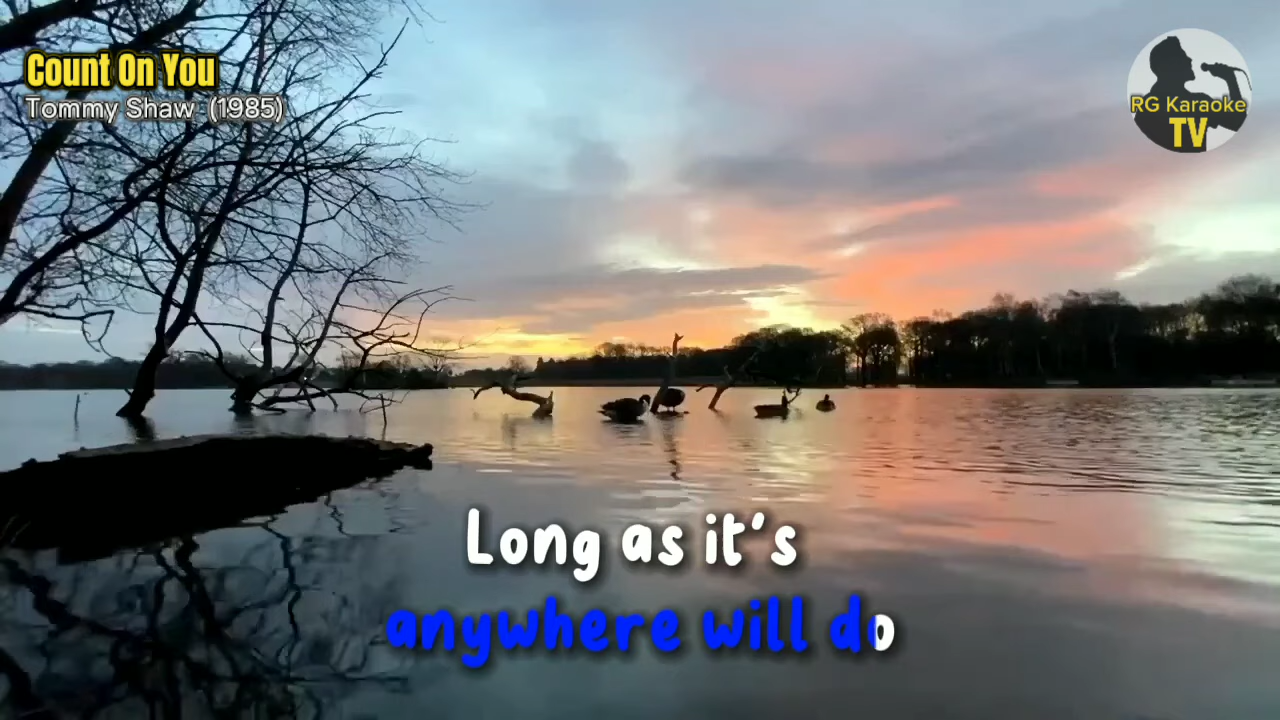 Count On You
Tommy Shaw (1985)
RG Karaoke
TV
Long as it's
anywhere will do